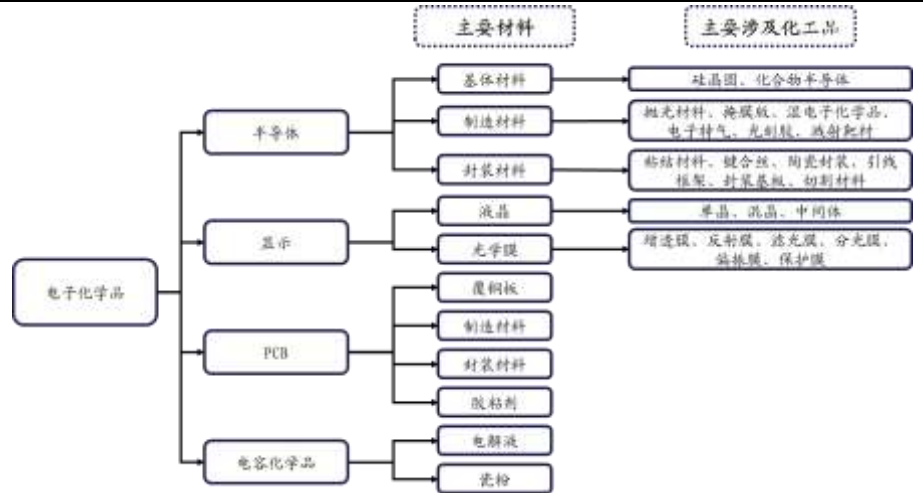 主要材料
主要涉及化工品
电子化学品
半导体
基体材料
硅晶圆、化合物半导体
制造材料
抛光材料、掩膜版、湿电子化学品、
电子特气、光刻胶、溅射靶材
封装材料
粘结材料、键合丝、陶瓷封装、引线
框架、封装基板、切割材料
显示
液晶
单晶、混晶、中间体
光学膜
增透膜、反射膜、滤光膜、分光膜、
偏振膜、保护膜
PCB
覆铜板
制造材料
封装材料
胶粘剂
电容化学品
电解液
瓷粉